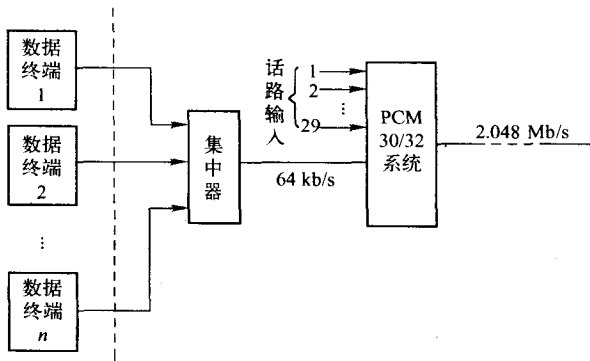 数据
终端
1
数据
终端
2
⋮
数据
终端
n
集
中
器
64 kb/s
话
路
输
入
1
2
⋮
29
PCM
30/32
系统
2.048 Mb/s